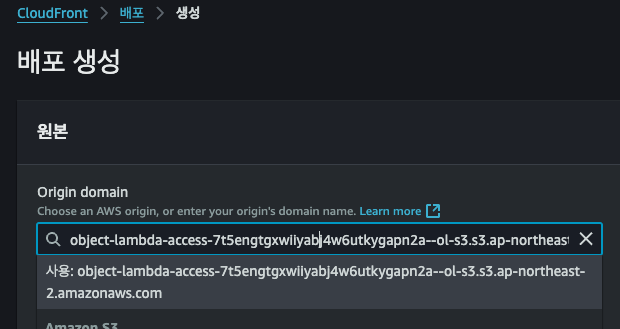 CloudFront > 배포 > 생성
배포 생성
원본
Origin domain
Choose an AWS origin, or enter your origin's domain name. Learn more
object-lambda-access-7t5engtgxwiiyabj4w6utkygapn2a--ol-s3.s3.ap-northeast
사용: object-lambda-access-7t5engtgxwiiyabj4w6utkygapn2a--ol-s3.s3.ap-northeast-
2.amazonaws.com
Amazon S3